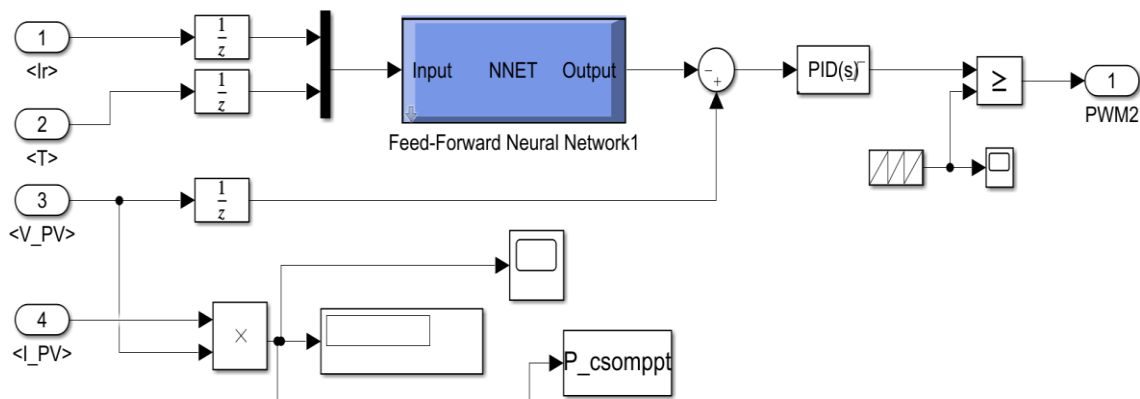 1
<Ir>
1
z
2
<T>
1
z
Input NNET Output
Feed-Forward Neural Network1
−
+
PID(s)
≥
1
PWM2
3
<V_PV>
1
z
4
<I_PV>
×
P_csomppt